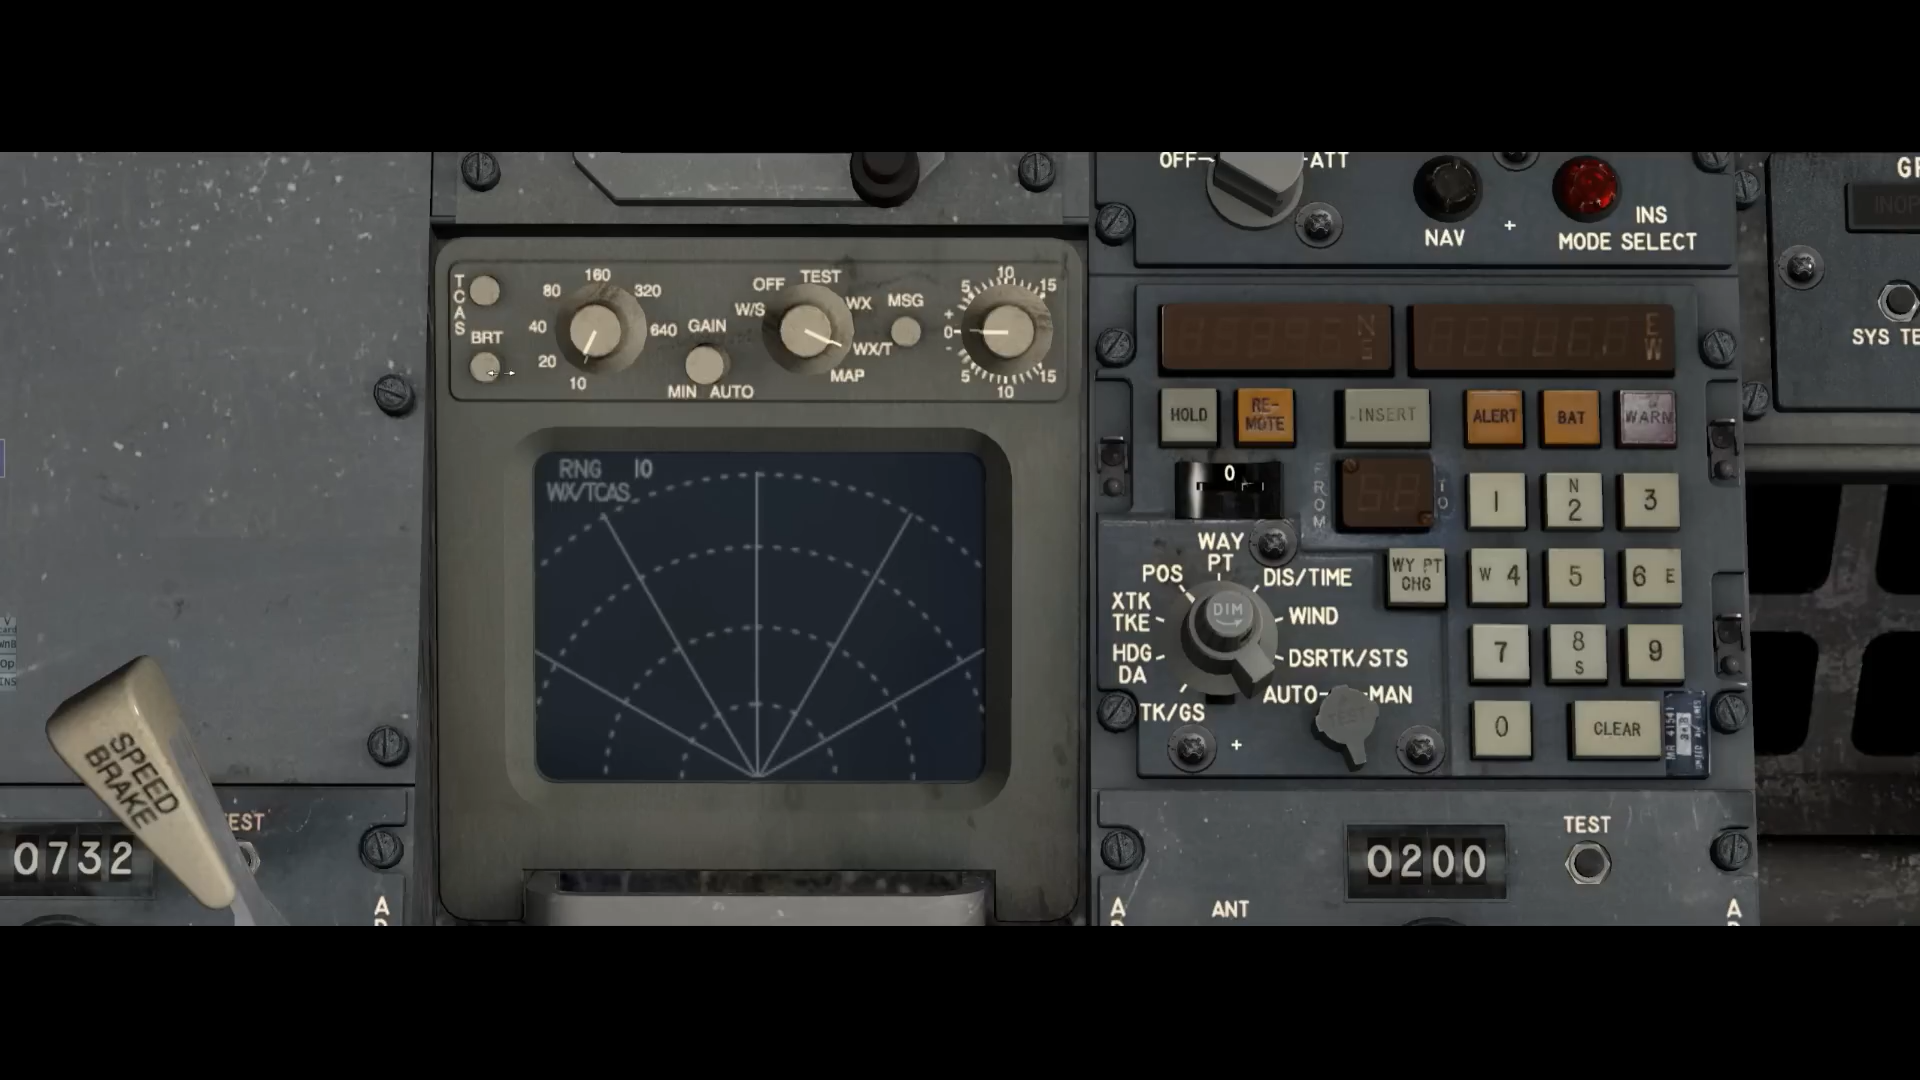 OFF
ATT
NAV
INS
MODE SELECT
SYS TE
INOP
TCAS
BRT
10
20
40
80
160
320
640
GAIN
MIN AUTO
W/S
OFF
TEST
WX
WX/T
MAP
MSG
+
0
-
5
10
15
5
10
15
RNG 10
WX/TCAS
N
E
W
HOLD
RE-
MOTE
INSERT
ALERT
BAT
WARN
0
FROM
TO
1
N
2
3
WAY
PT
POS
DIS/TIME
XTK
TKE
WIND
HDG
DA
DSRTK/STS
TK/GS
AUTO
MAN
DIM
TEST
WY PT
CHG
W 4
5
6 E
7
8
S
9
0
CLEAR
SPEED
BRAKE
0732
EST
0200
TEST
ANT
A
A
A